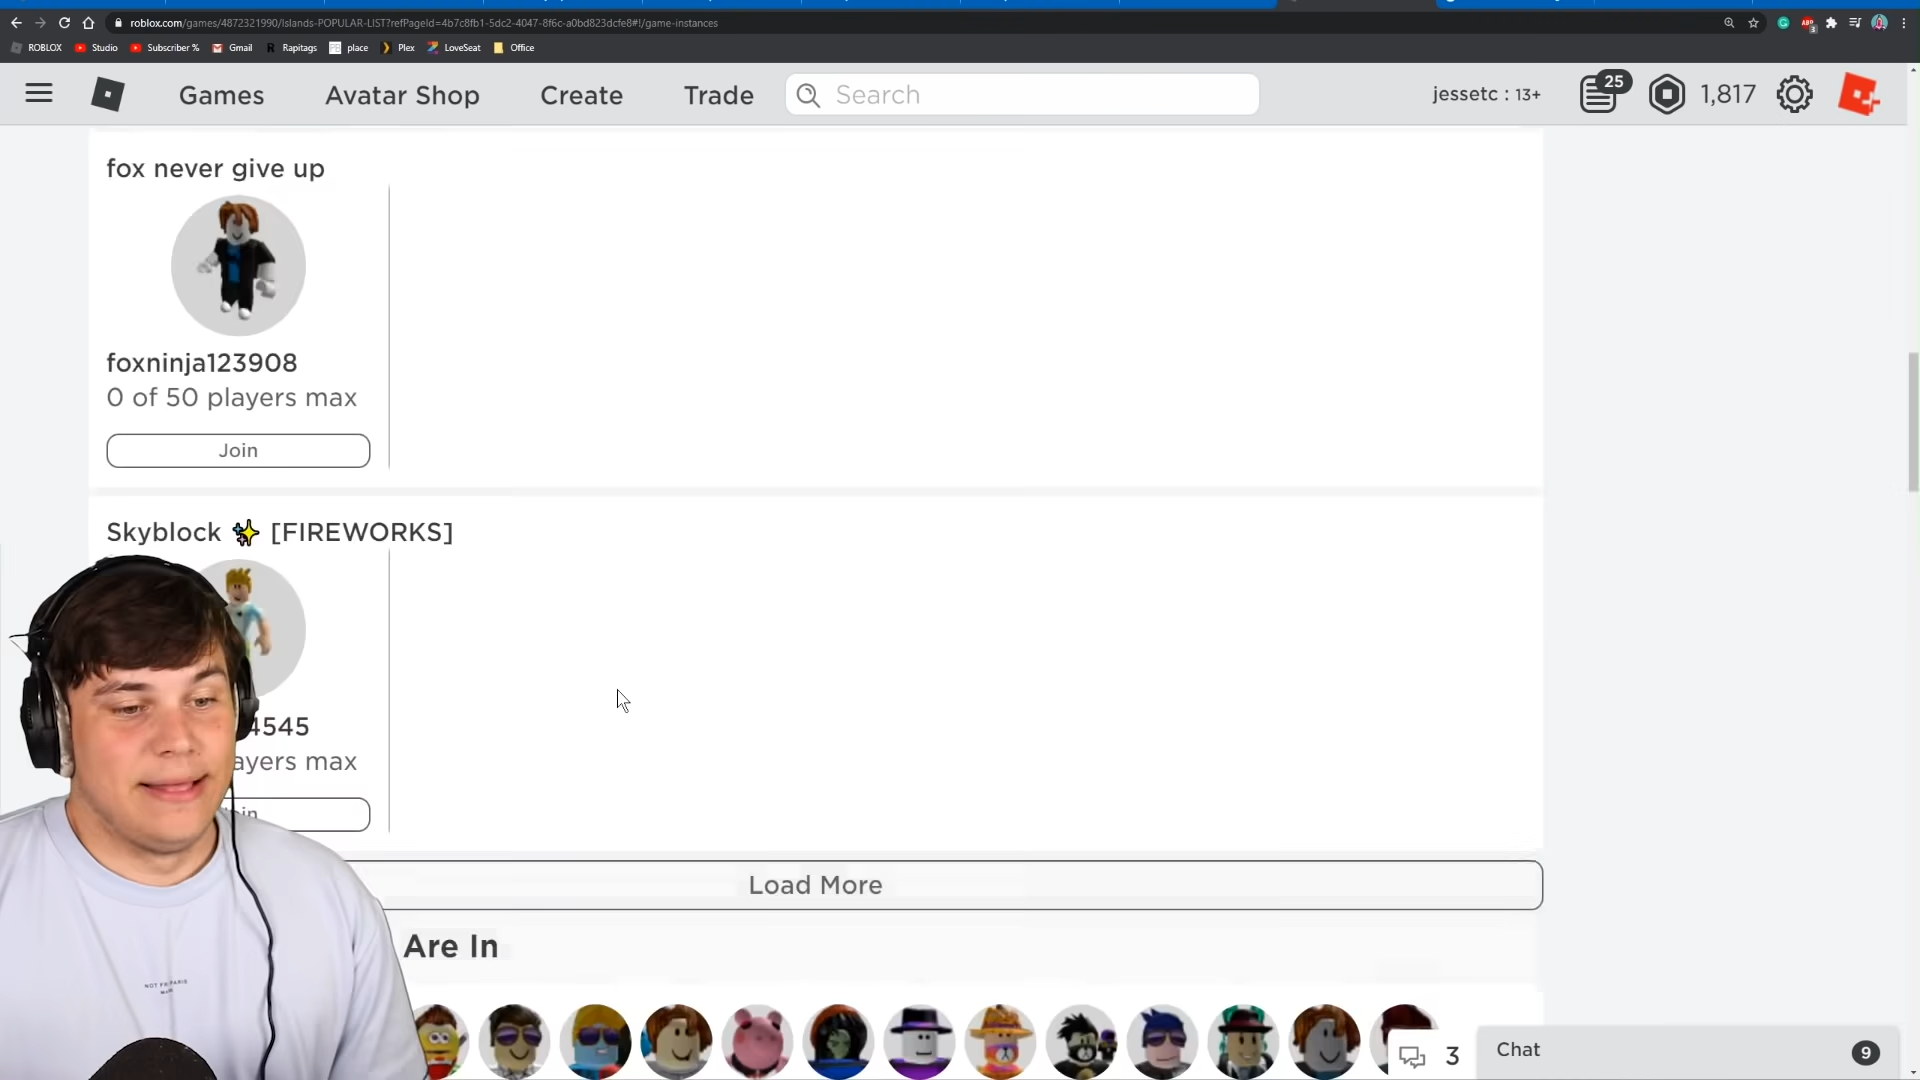 roblox.com/games/4872321990/Islands-POPULAR-LIST?refPageId=4b7c8fb1-5dc2-4047-8f6c-a0bd823dcfe8#!/game-instances
ROBLOX Studio Subscriber % Gmail Rapitags place Plex LoveSeat Office
Games Avatar Shop Create Trade Search jessetc : 13+ 25 1,817
fox never give up
foxninja123908
0 of 50 players max
Join
Skyblock ✨ [FIREWORKS]
4545
ayers max
in
Load More
Are In
3 Chat 9